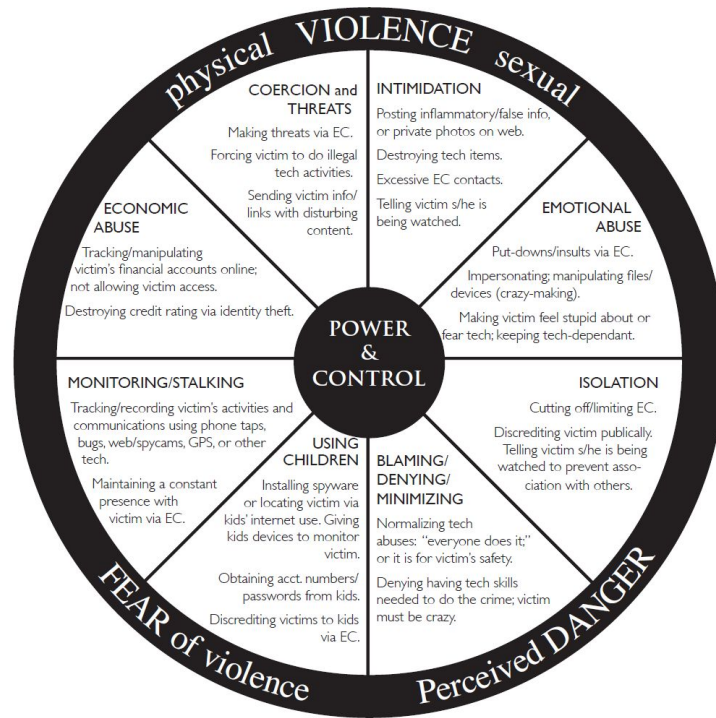 physical VIOLENCE sexual
COERCION and
THREATS
Making threats via EC.
Forcing victim to do illegal
tech activities.
Sending victim info/
links with disturbing
content.
INTIMIDATION
Posting inflammatory/false info,
or private photos on web.
Destroying tech items.
Excessive EC contacts.
Telling victim s/he is
being watched.
ECONOMIC
ABUSE
Tracking/manipulating
victim's financial accounts online;
not allowing victim access.
Destroying credit rating via identity theft.
EMOTIONAL
ABUSE
Put-downs/insults via EC.
Impersonating; manipulating files/
devices (crazy-making).
Making victim feel stupid about or
fear tech; keeping tech-dependant.
POWER
&
CONTROL
MONITORING/STALKING
Tracking/recording victim's activities and
communications using phone taps,
bugs, web/spycams, GPS, or other
tech.
Maintaining a constant
presence with
victim via EC.
USING
CHILDREN
Installing spyware
or locating victim via
kids' internet use. Giving
kids devices to monitor
victim.
Obtaining acct. numbers/
passwords from kids.
Discrediting victims to kids
via EC.
BLAMING/
DENYING/
MINIMIZING
Normalizing tech
abuses: "everyone does it;"
or it is for victim's safety.
Denying having tech skills
needed to do the crime; victim
must be crazy.
ISOLATION
Cutting off/limiting EC.
Discrediting victim publically.
Telling victim s/he is being
watched to prevent asso-
ciation with others.
FEAR of violence
Perceived DANGER